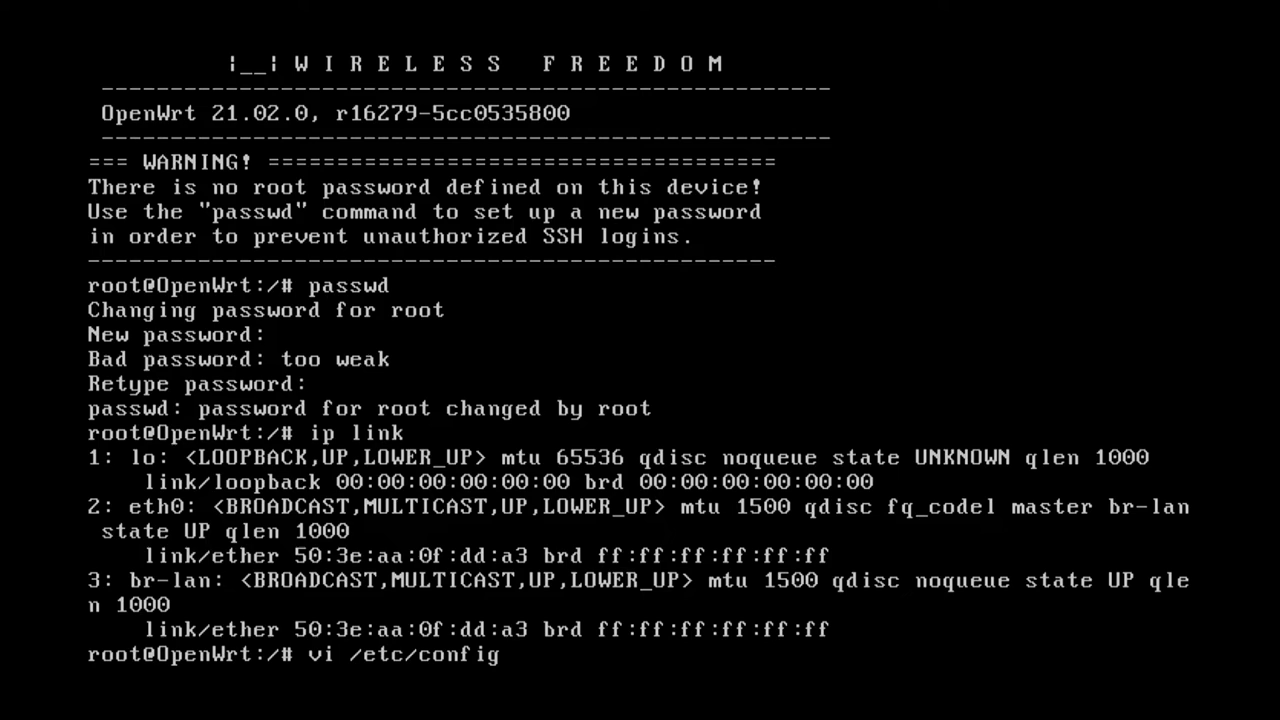 |__| W I R E L E S S   F R E E D O M
-----------------------------------------------------
OpenWrt 21.02.0, r16279-5cc0535800
-----------------------------------------------------
=== WARNING! =====================================
There is no root password defined on this device!
Use the "passwd" command to set up a new password
in order to prevent unauthorized SSH logins.
--------------------------------------------------
root@OpenWrt:/# passwd
Changing password for root
New password:
Bad password: too weak
Retype password:
passwd: password for root changed by root
root@OpenWrt:/# ip link
1: lo: <LOOPBACK,UP,LOWER_UP> mtu 65536 qdisc noqueue state UNKNOWN qlen 1000
    link/loopback 00:00:00:00:00:00 brd 00:00:00:00:00:00
2: eth0: <BROADCAST,MULTICAST,UP,LOWER_UP> mtu 1500 qdisc fq_codel master br-lan
 state UP qlen 1000
    link/ether 50:3e:aa:0f:dd:a3 brd ff:ff:ff:ff:ff:ff
3: br-lan: <BROADCAST,MULTICAST,UP,LOWER_UP> mtu 1500 qdisc noqueue state UP qle
n 1000
    link/ether 50:3e:aa:0f:dd:a3 brd ff:ff:ff:ff:ff:ff
root@OpenWrt:/# vi /etc/config